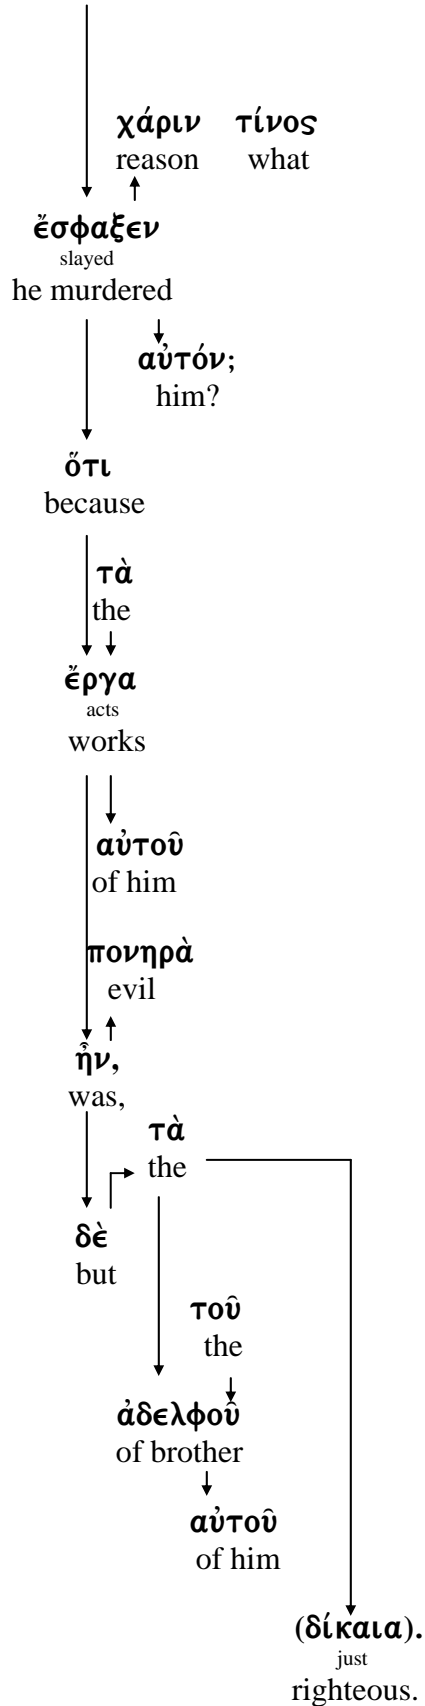 χάριν τίνος
reason what
ἔσφαξεν
slayed
he murdered
αὐτόν;
him?
ὅτι
because
τὰ
the
ἔργα
acts
works
αὐτοῦ
of him
πονηρὰ
evil
ἦν,
was,
τὰ
the
δὲ
but
τοῦ
the
ἀδελφοῦ
of brother
αὐτοῦ
of him
(δίκαια).
just
righteous.